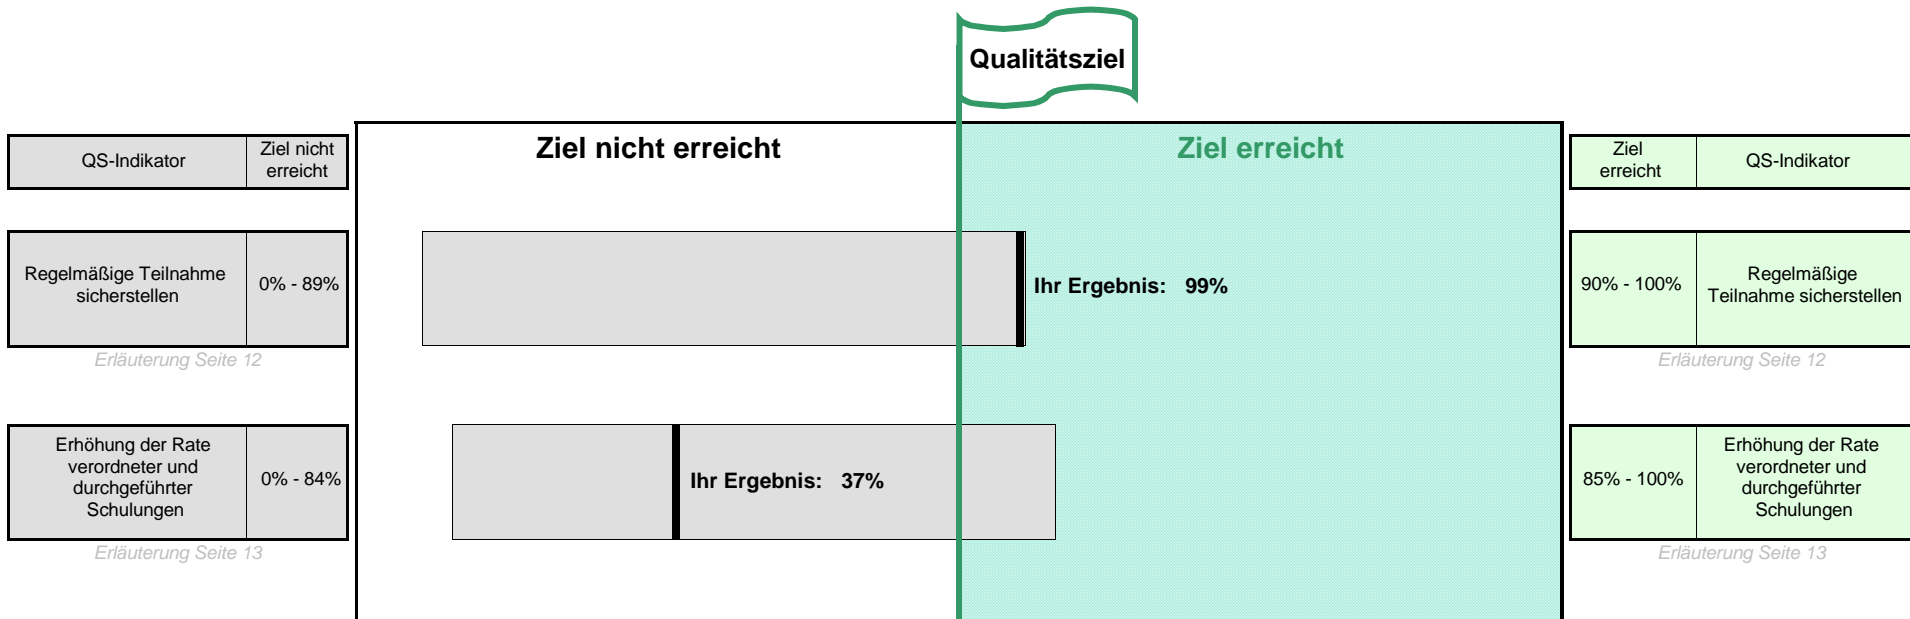 Qualitätsziel
QS-Indikator
Ziel nicht
erreicht
Ziel nicht erreicht
Ziel erreicht
Ziel
erreicht
QS-Indikator
Regelmäßige Teilnahme
sicherstellen
0% - 89%
Ihr Ergebnis: 99%
90% - 100%
Regelmäßige
Teilnahme sicherstellen
Erläuterung Seite 12
Erläuterung Seite 12
Erhöhung der Rate
verordneter und
durchgeführter
Schulungen
0% - 84%
Ihr Ergebnis: 37%
85% - 100%
Erhöhung der Rate
verordneter und
durchgeführter
Schulungen
Erläuterung Seite 13
Erläuterung Seite 13